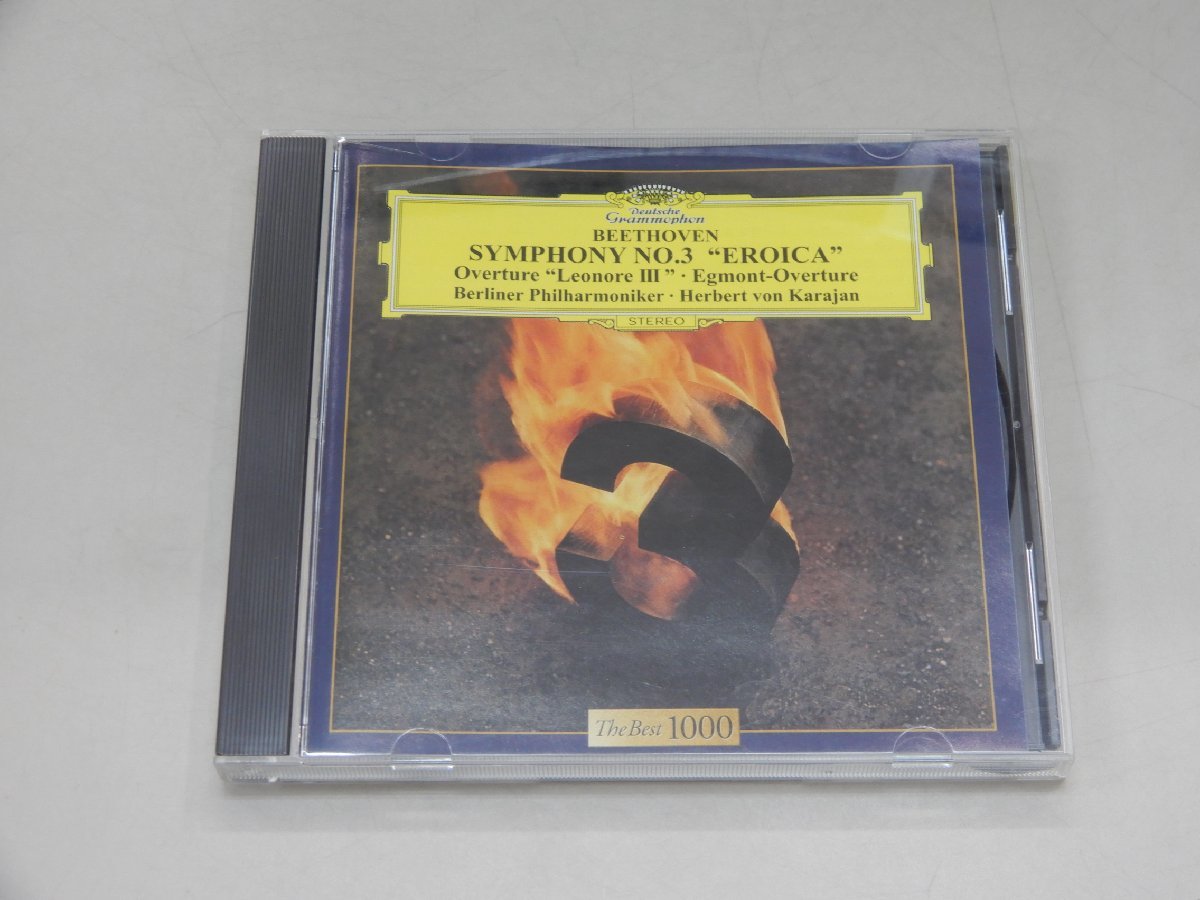 Deutsche
Grammophon
BEETHOVEN
SYMPHONY NO.3 “EROICA”
Overture “Leonore III” · Egmont-Overture
Berliner Philharmoniker · Herbert von Karajan
STEREO
3
The Best 1000